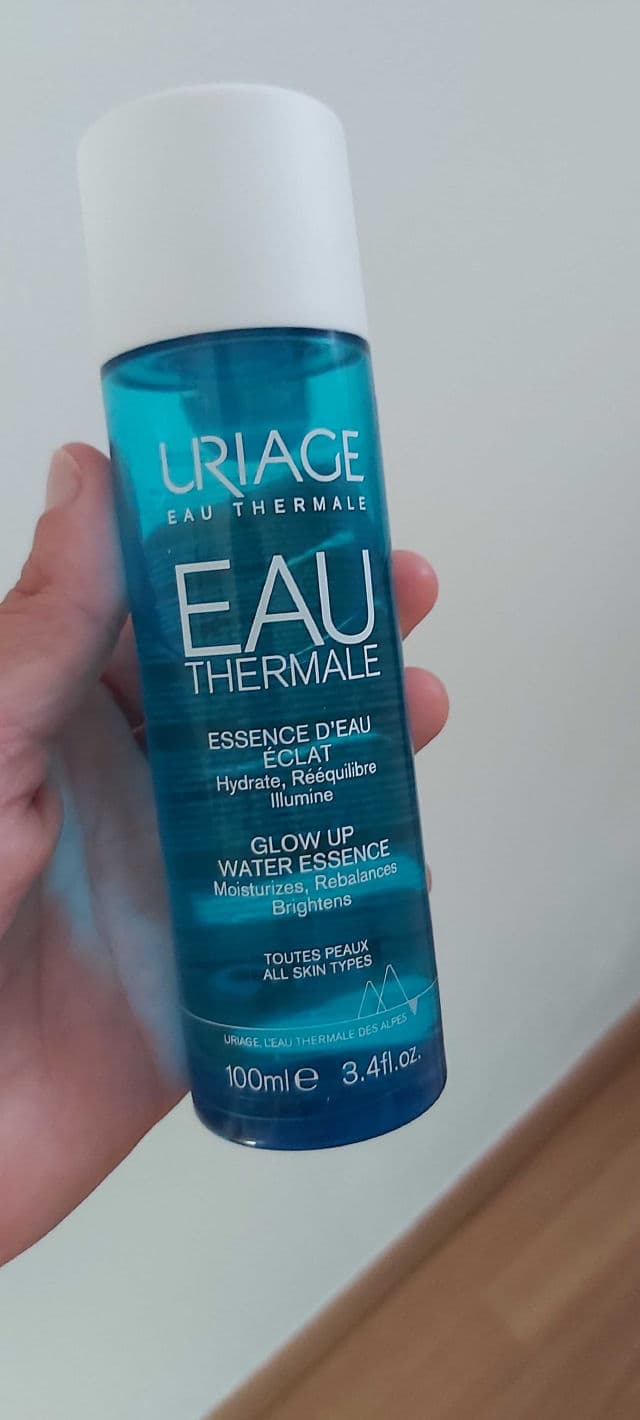 URIAGE
EAU THERMALE
EAU
THERMALE
ESSENCE D'EAU
ÉCLAT
Hydrate, Rééquilibre
Illumine
GLOW UP
WATER ESSENCE
Moisturizes, Rebalances
Brightens
TOUTES PEAUX
ALL SKIN TYPES
URIAGE, L'EAU THERMALE DES ALPES
100ml℮ 3.4fl.oz.